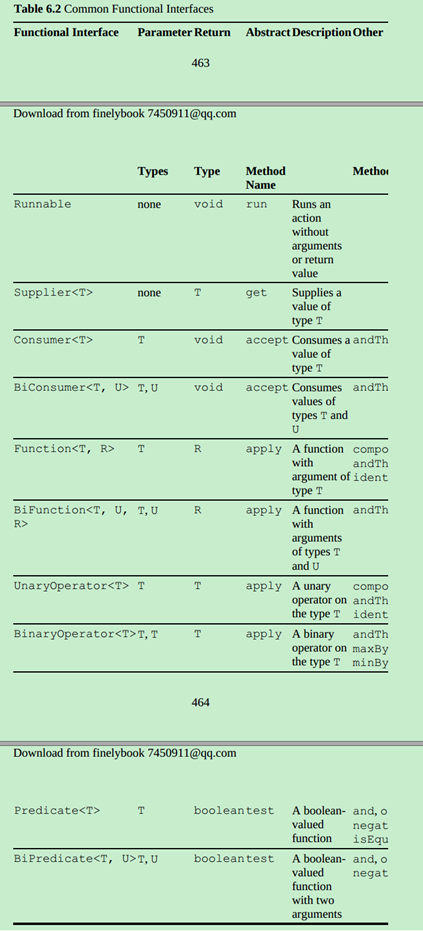 Table 6.2 Common Functional Interfaces
Functional Interface Parameter Return Abstract Description Other
463
Download from finelybook 7450911@qq.com
Types Type Method Metho
Name
Runnable none void run Runs an
action
without
arguments
or return
value
Supplier<T> none T get Supplies a
value of
type T
Consumer<T> T void accept Consumes a andTh
value of
type T
BiConsumer<T, U> T, U void accept Consumes andTh
values of
types T and
U
Function<T, R> T R apply A function compo
with andTh
argument of ident
type T
BiFunction<T, U, T, U R apply A function andTh
R> with
arguments
of types T
and U
UnaryOperator<T> T T apply A unary compo
operator on andTh
the type T ident
BinaryOperator<T> T, T T apply A binary andTh
operator on maxBy
the type T minBy
464
Download from finelybook 7450911@qq.com
Predicate<T> T boolean test A boolean- and, o
valued negat
function isEqu
BiPredicate<T, U> T, U boolean test A boolean- and, o
valued negat
function
with two
arguments